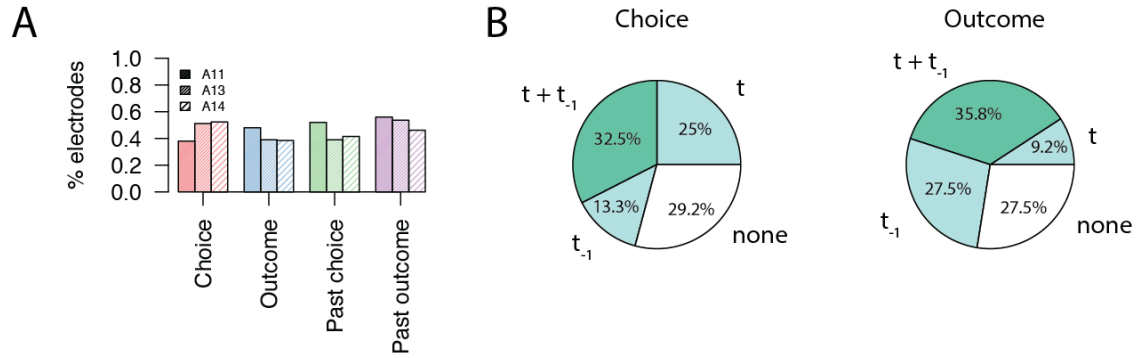 A
% electrodes
1.0
0.8
0.6
0.4
0.2
0.0
A11
A13
A14
Choice
Outcome
Past choice
Past outcome
B
Choice
t + t-1
t
32.5%
25%
13.3%
29.2%
t-1
none
Outcome
t + t-1
35.8%
t
9.2%
27.5%
27.5%
t-1
none